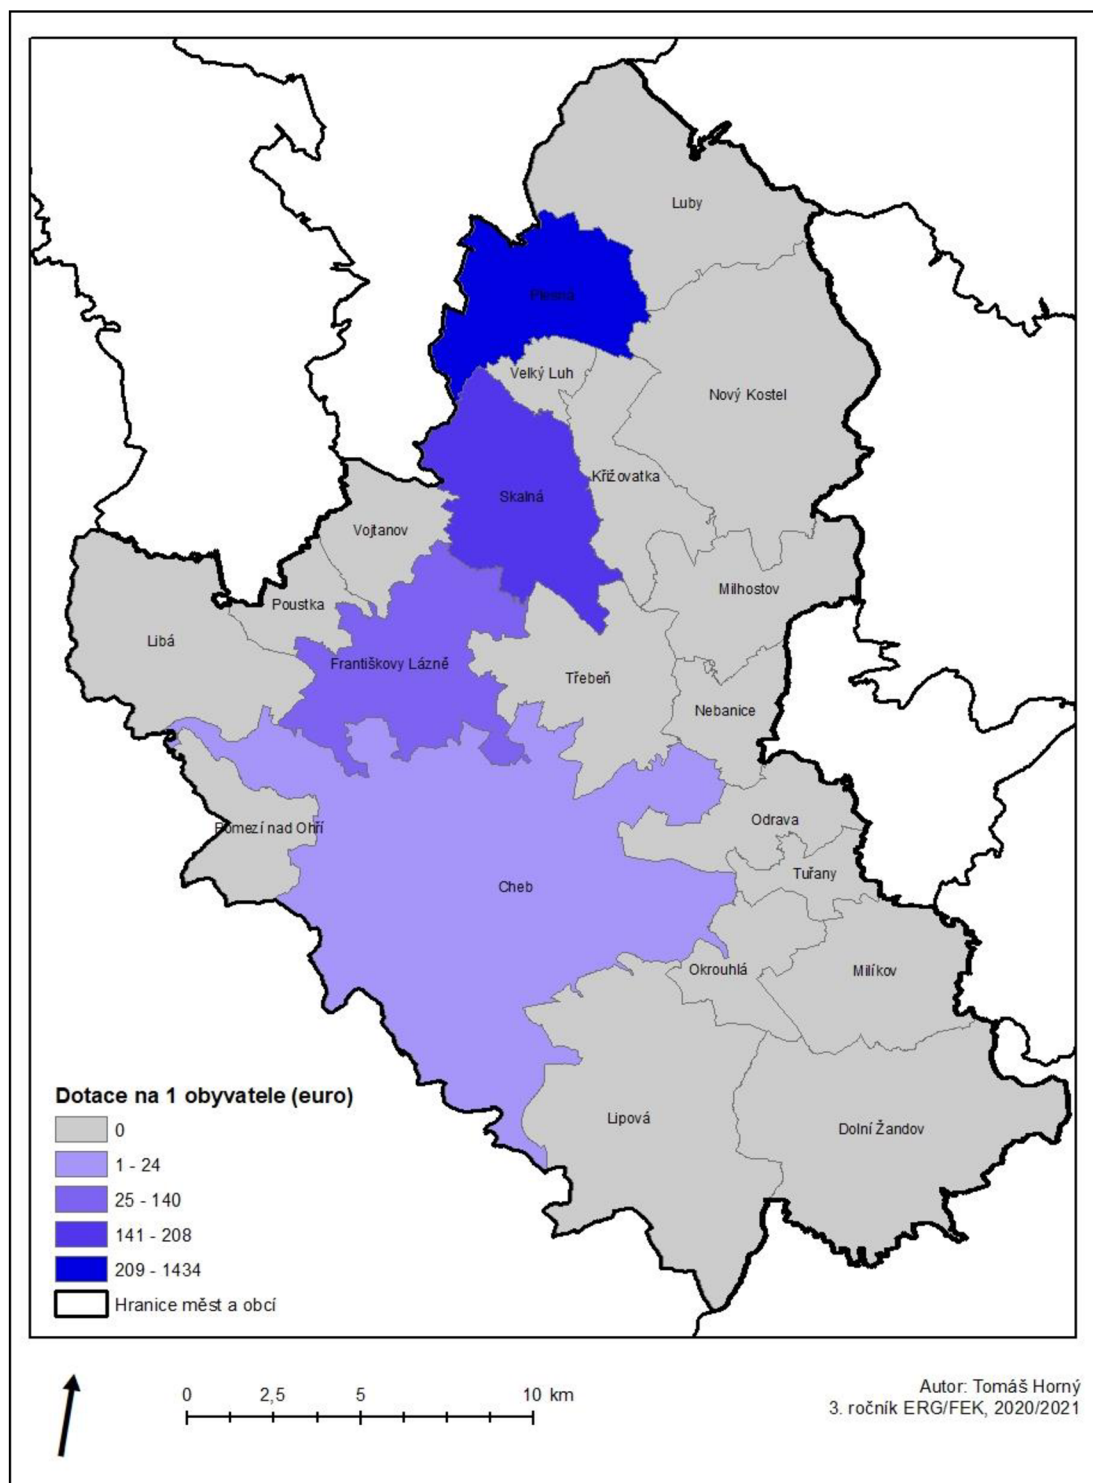 Luby
Plesná
Velký Luh
Nový Kostel
Křižovatka
Skalná
Vojtanov
Milhostov
Poustka
Libá
Františkovy Lázně
Třebeň
Nebanice
Odrava
Pomezí nad Ohří
Tuřany
Cheb
Okrouhlá
Milíkov
Lipová
Dolní Žandov
Dotace na 1 obyvatele (euro)
0
1 - 24
25 - 140
141 - 208
209 - 1434
Hranice měst a obcí
0 2,5 5 10 km
Autor: Tomáš Horný
3. ročník ERG/FEK, 2020/2021